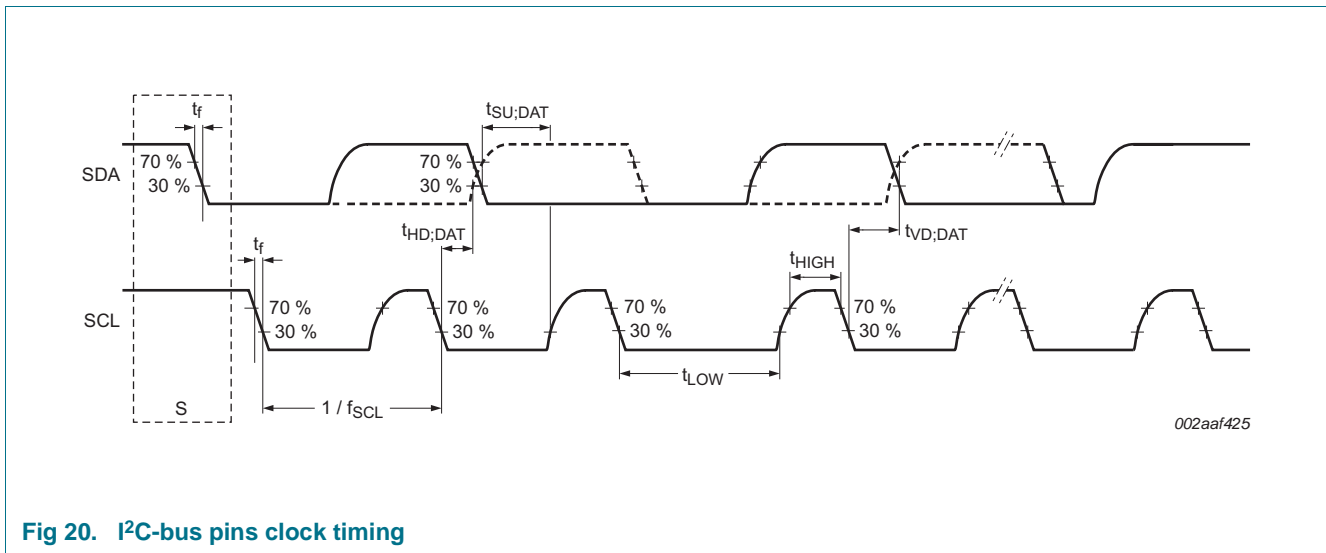 tf
tSU;DAT
70 %
30 %
70 %
30 %
SDA
tHD;DAT
tVD;DAT
tf
tHIGH
70 %
30 %
70 %
30 %
70 %
30 %
70 %
30 %
SCL
tLOW
S
1 / fSCL
002aaf425
Fig 20. I2C-bus pins clock timing